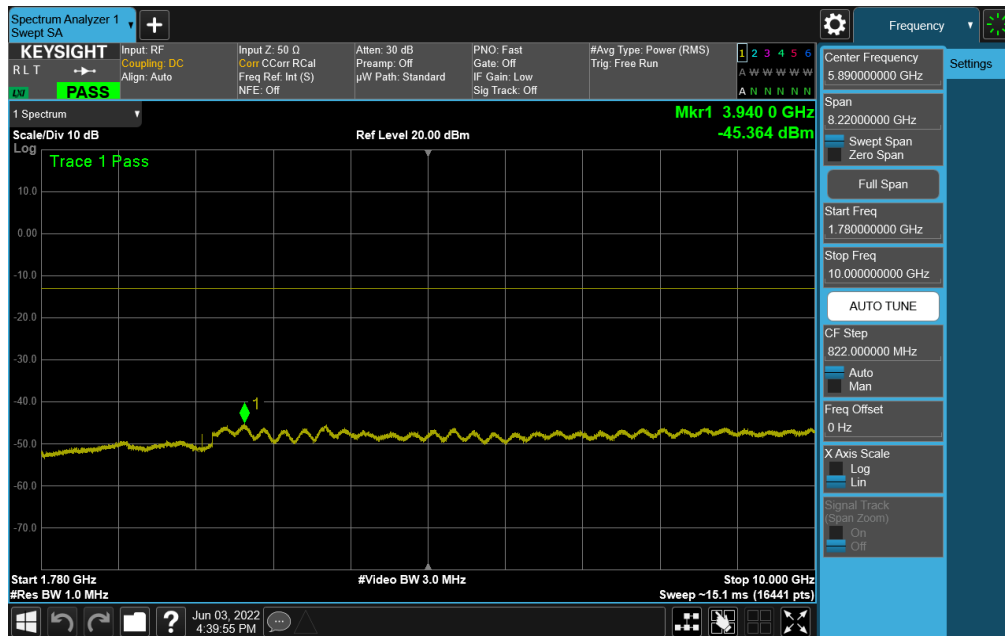 Spectrum Analyzer 1
Swept SA
KEYSIGHT
R L T
LXI
PASS
Input: RF
Coupling: DC
Align: Auto
Input Z: 50 Ω
Corr CCorr RCal
Freq Ref: Int (S)
NFE: Off
Atten: 30 dB
Preamp: Off
µW Path: Standard
PNO: Fast
Gate: Off
IF Gain: Low
Sig Track: Off
#Avg Type: Power (RMS)
Trig: Free Run
1 2 3 4 5 6
A W W W W W
A N N N N N
1 Spectrum
Mkr1 3.940 0 GHz
-45.364 dBm
Scale/Div 10 dB
Ref Level 20.00 dBm
Log
Trace 1 Pass
10.0
0.00
-10.0
-20.0
-30.0
-40.0
-50.0
-60.0
-70.0
1
Start 1.780 GHz
#Res BW 1.0 MHz
#Video BW 3.0 MHz
Stop 10.000 GHz
Sweep ~15.1 ms (16441 pts)
Jun 03, 2022
4:39:55 PM
?
Frequency
Settings
Center Frequency
5.890000000 GHz
Span
8.22000000 GHz
Swept Span
Zero Span
Full Span
Start Freq
1.780000000 GHz
Stop Freq
10.000000000 GHz
AUTO TUNE
CF Step
822.000000 MHz
Auto
Man
Freq Offset
0 Hz
X Axis Scale
Log
Lin
Signal Track
(Span Zoom)
On
Off